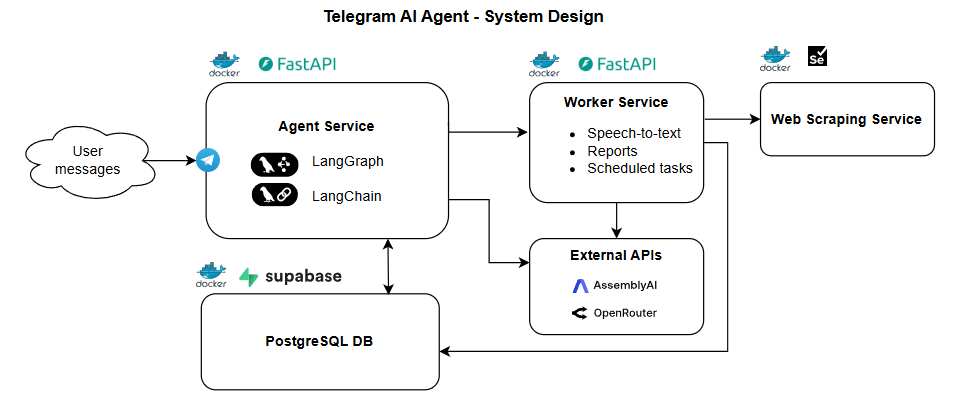 Telegram AI Agent - System Design
docker
FastAPI
docker
FastAPI
docker
Se
Agent Service
LangGraph
LangChain
Worker Service
Speech-to-text
Reports
Scheduled tasks
Web Scraping Service
User
messages
External APIs
AssemblyAI
OpenRouter
docker
supabase
PostgreSQL DB